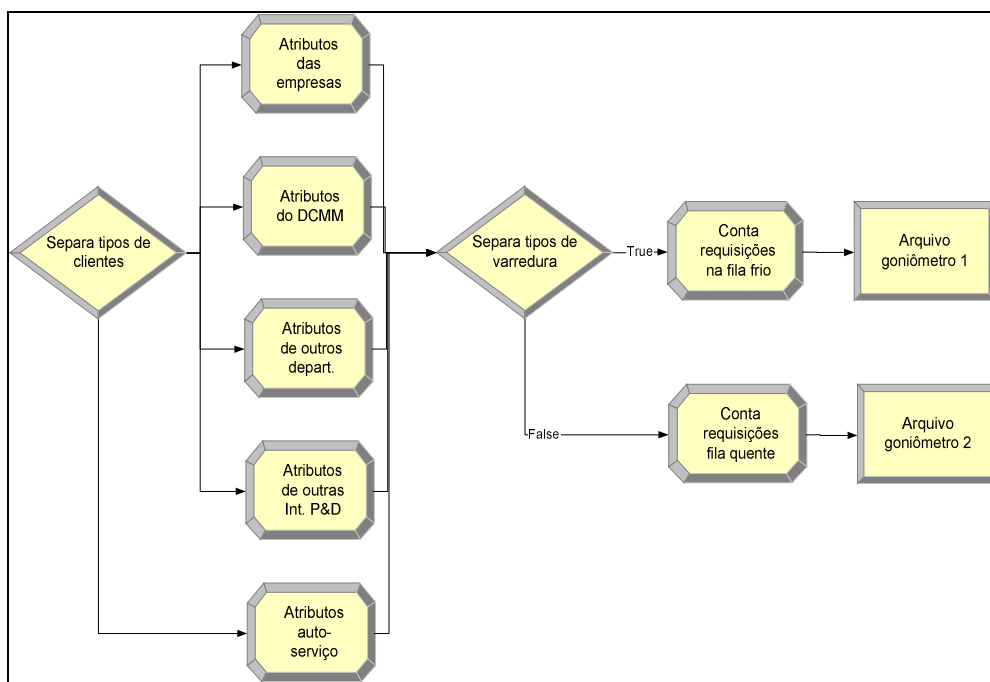 Separa tipos de
clientes
Atributos
das
empresas
Atributos
do DCMM
Atributos
de outros
depart.
Atributos
de outras
Int. P&D
Atributos
auto-
serviço
Separa tipos de
varredura
True
False
Conta
requisições
na fila frio
Arquivo
goniômetro 1
Conta
requisições
fila quente
Arquivo
goniômetro 2